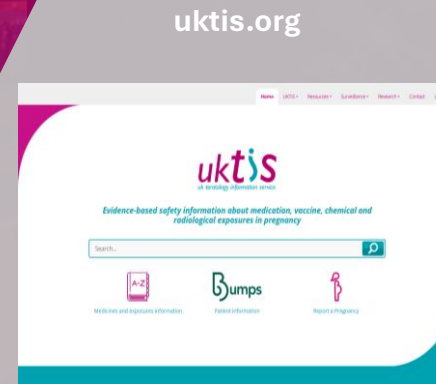 uktis.org
Home UKTIS Resources Surveillance Research Contact
uktis
uk teratology information service
Evidence-based safety information about medication, vaccine, chemical and
radiological exposures in pregnancy
Search...
A-Z
Bumps
Medicines and exposures information Patient Information Report a Pregnancy